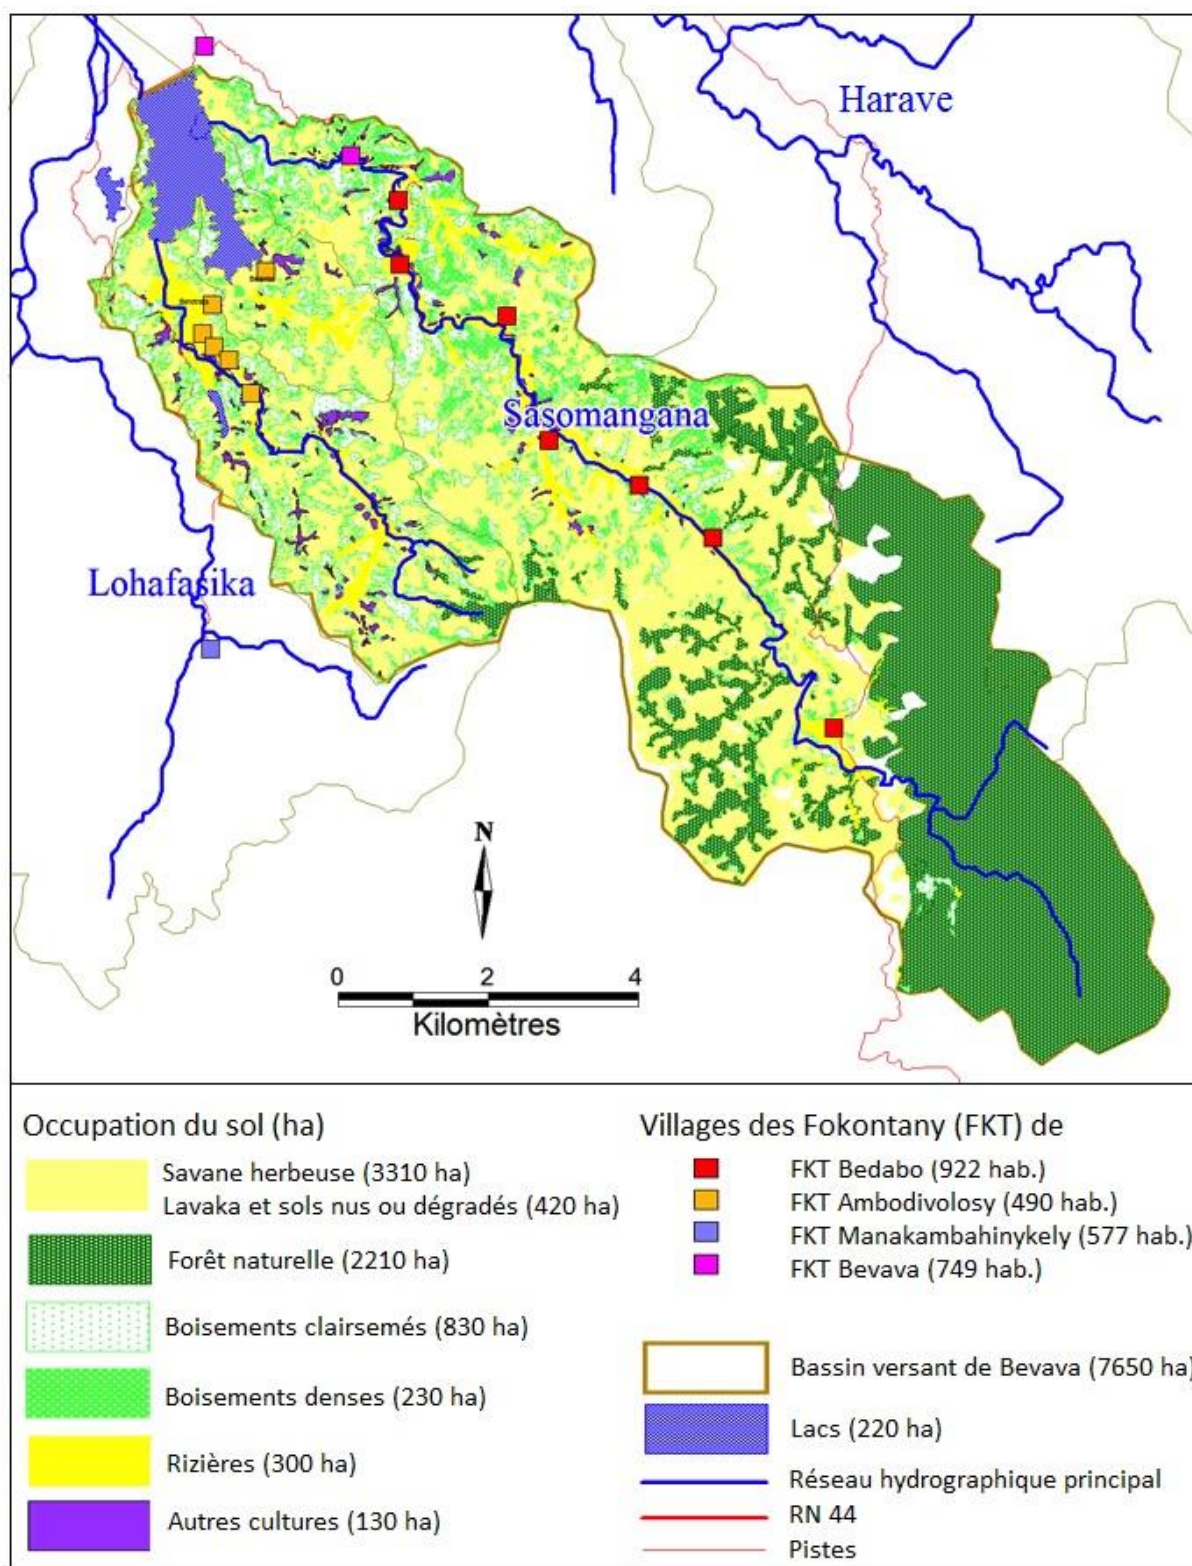 Harave
Sasomangana
Lohafasika
N
0 2 4
Kilomètres
Occupation du sol (ha)
Savane herbeuse (3310 ha)
Lavaka et sols nus ou dégradés (420 ha)
Forêt naturelle (2210 ha)
Boisements clairsemés (830 ha)
Boisements denses (230 ha)
Rizières (300 ha)
Autres cultures (130 ha)
Villages des Fokontany (FKT) de
FKT Bedabo (922 hab.)
FKT Ambodivolosy (490 hab.)
FKT Manakambahinykely (577 hab.)
FKT Bevava (749 hab.)
Bassin versant de Bevava (7650 ha)
Lacs (220 ha)
Réseau hydrographique principal
RN 44
Pistes